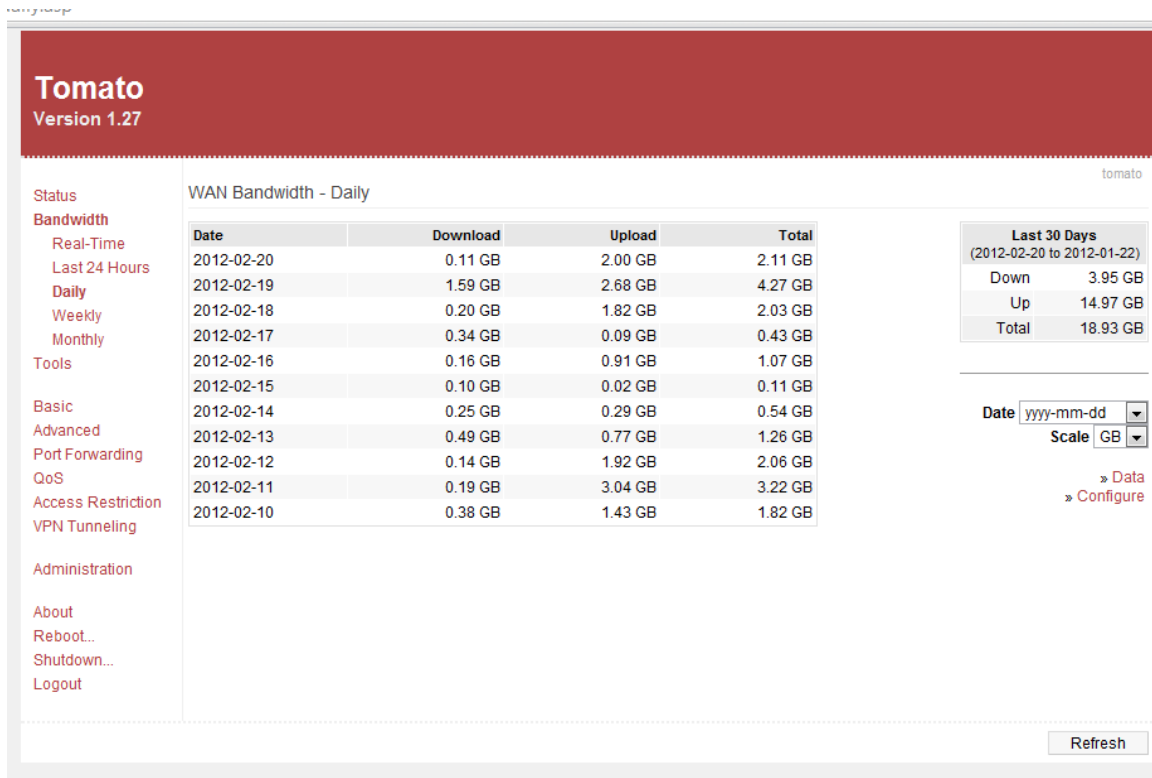 Tomato
Version 1.27
tomato
Status
Bandwidth
Real-Time
Last 24 Hours
Daily
Weekly
Monthly
Tools
Basic
Advanced
Port Forwarding
QoS
Access Restriction
VPN Tunneling
Administration
About
Reboot...
Shutdown...
Logout
WAN Bandwidth - Daily
Date Download Upload Total
2012-02-20 0.11 GB 2.00 GB 2.11 GB
2012-02-19 1.59 GB 2.68 GB 4.27 GB
2012-02-18 0.20 GB 1.82 GB 2.03 GB
2012-02-17 0.34 GB 0.09 GB 0.43 GB
2012-02-16 0.16 GB 0.91 GB 1.07 GB
2012-02-15 0.10 GB 0.02 GB 0.11 GB
2012-02-14 0.25 GB 0.29 GB 0.54 GB
2012-02-13 0.49 GB 0.77 GB 1.26 GB
2012-02-12 0.14 GB 1.92 GB 2.06 GB
2012-02-11 0.19 GB 3.04 GB 3.22 GB
2012-02-10 0.38 GB 1.43 GB 1.82 GB
Last 30 Days
(2012-02-20 to 2012-01-22)
Down 3.95 GB
Up 14.97 GB
Total 18.93 GB
Date yyyy-mm-dd
Scale GB
» Data
» Configure
Refresh